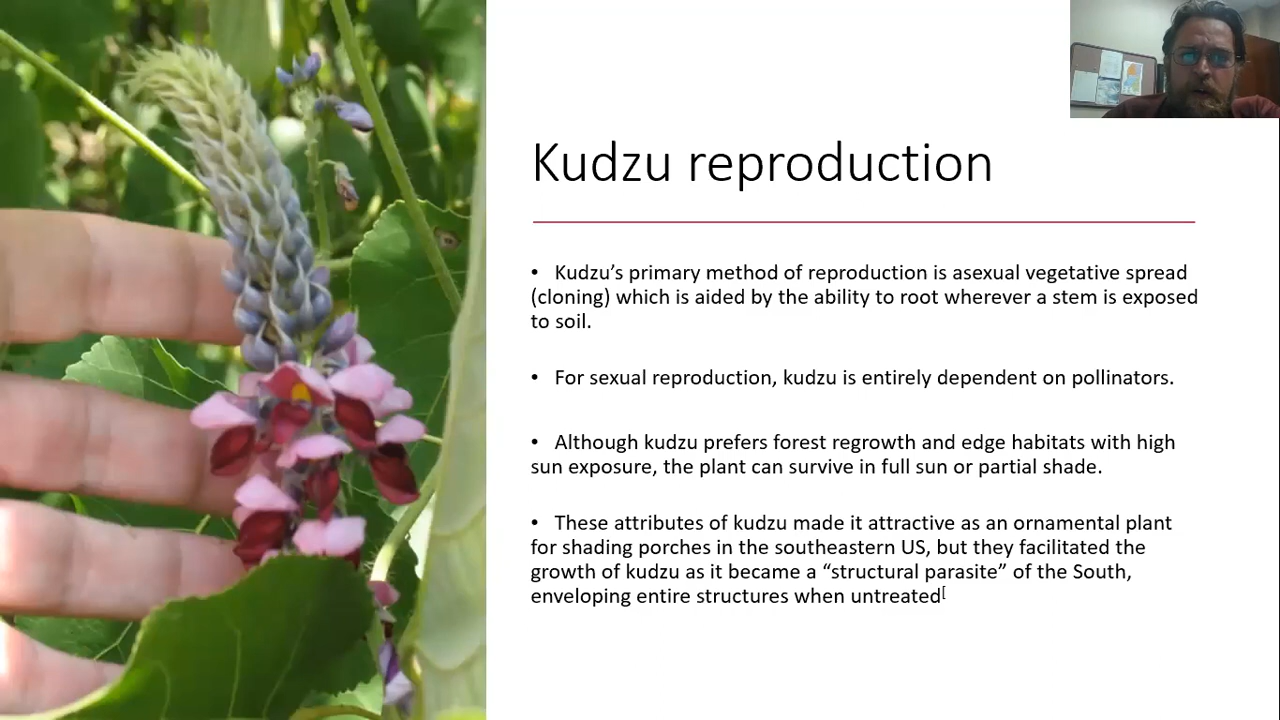 Kudzu reproduction
• Kudzu’s primary method of reproduction is asexual vegetative spread
(cloning) which is aided by the ability to root wherever a stem is exposed
to soil.
• For sexual reproduction, kudzu is entirely dependent on pollinators.
• Although kudzu prefers forest regrowth and edge habitats with high
sun exposure, the plant can survive in full sun or partial shade.
• These attributes of kudzu made it attractive as an ornamental plant
for shading porches in the southeastern US, but they facilitated the
growth of kudzu as it became a “structural parasite” of the South,
enveloping entire structures when untreated[